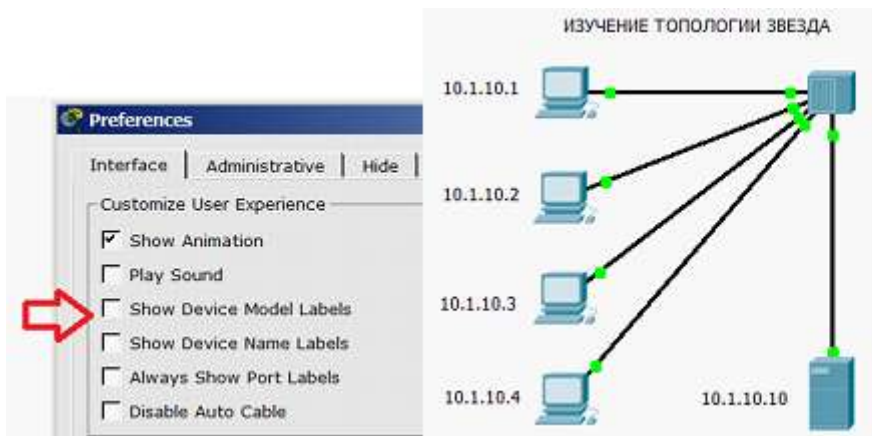 ИЗУЧЕНИЕ ТОПОЛОГИИ ЗВЕЗДА
10.1.10.1
10.1.10.2
10.1.10.3
10.1.10.4
10.1.10.10
Preferences
Interface Administrative Hide
Customize User Experience
Show Animation
Play Sound
Show Device Model Labels
Show Device Name Labels
Always Show Port Labels
Disable Auto Cable